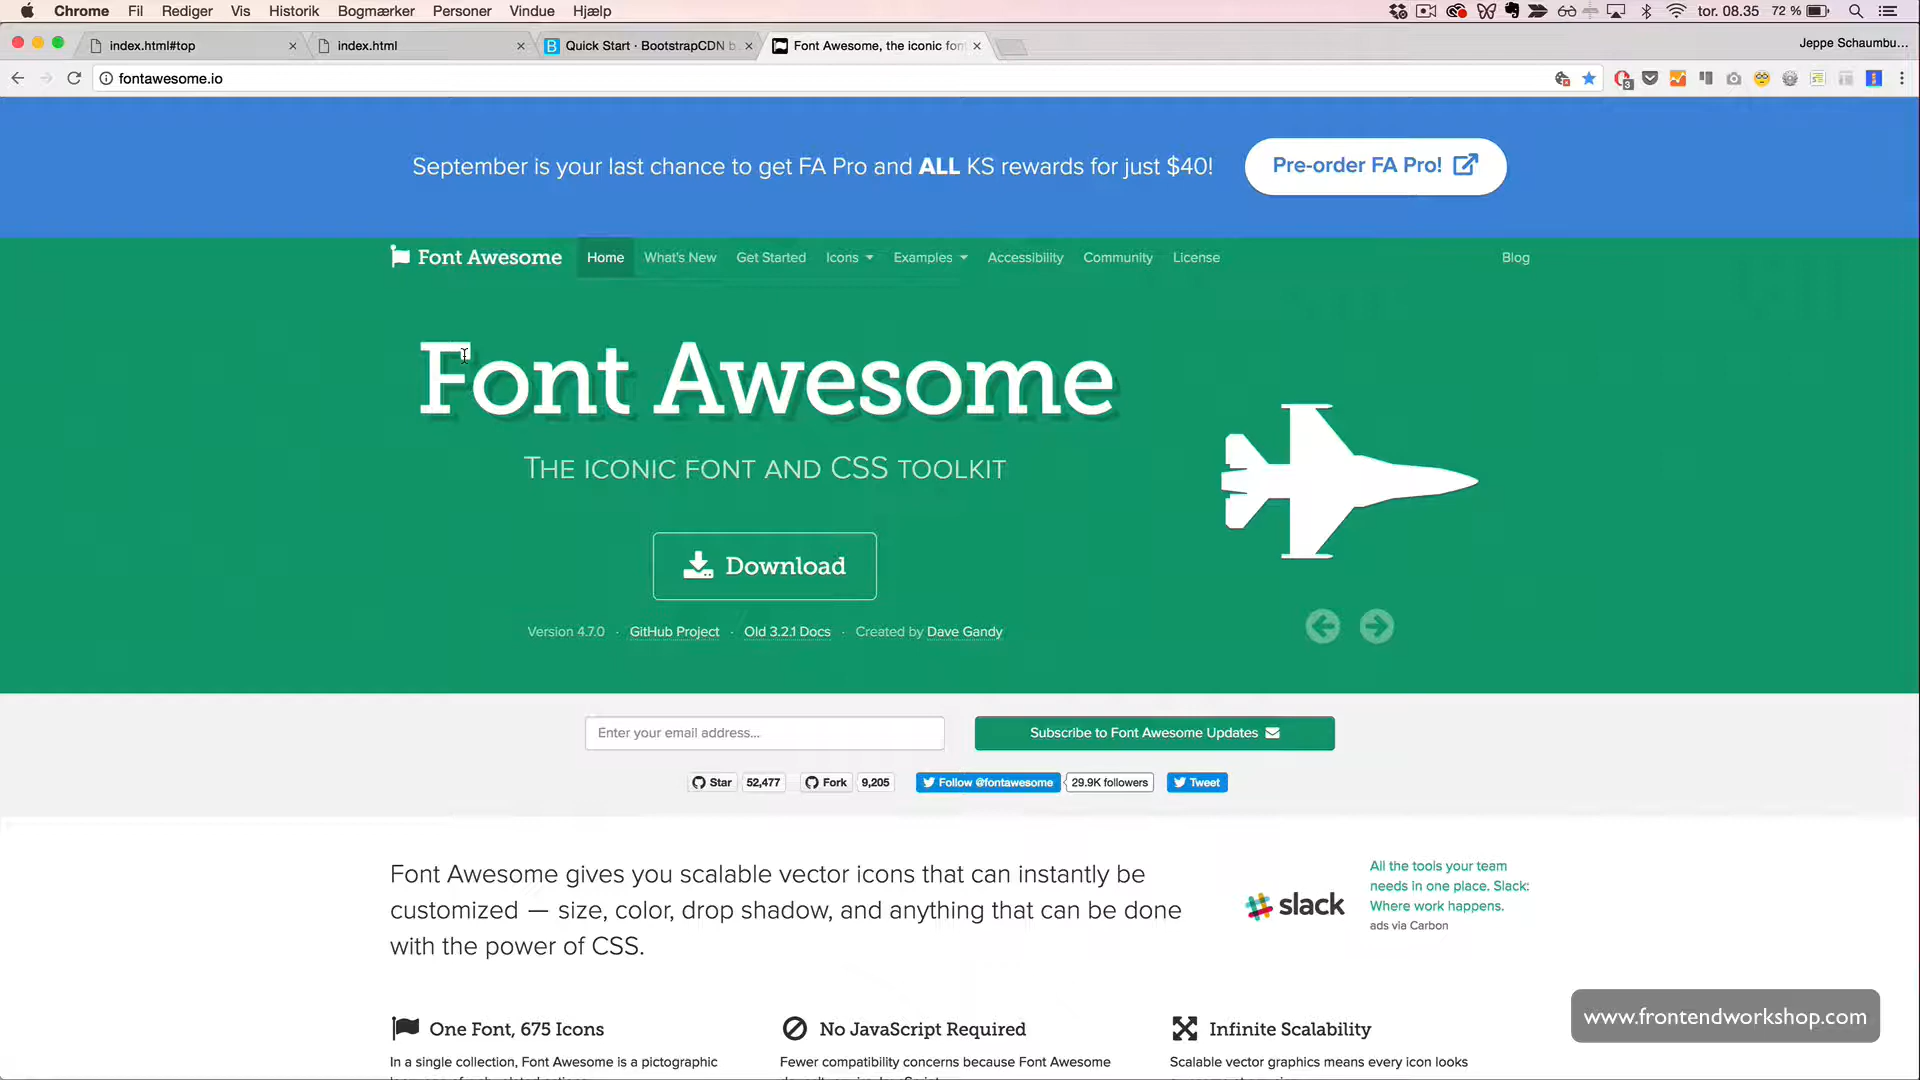 Chrome Fil Rediger Vis Historik Bogmærker Personer Vindue Hjælp
tor. 08.35 72 %
index.html#top
index.html
Quick Start · BootstrapCDN b
Font Awesome, the iconic fon
Jeppe Schaumbu...
fontawesome.io
September is your last chance to get FA Pro and ALL KS rewards for just $40!
Pre-order FA Pro!
Font Awesome
Home
What's New
Get Started
Icons
Examples
Accessibility
Community
License
Blog
Font Awesome
THE ICONIC FONT AND CSS TOOLKIT
Download
Version 4.7.0 · GitHub Project · Old 3.2.1 Docs · Created by Dave Gandy
Enter your email address...
Subscribe to Font Awesome Updates
Star 52,477
Fork 9,205
Follow @fontawesome 29.9K followers
Tweet
Font Awesome gives you scalable vector icons that can instantly be
customized — size, color, drop shadow, and anything that can be done
with the power of CSS.
slack
All the tools your team
needs in one place. Slack:
Where work happens.
ads via Carbon
One Font, 675 Icons
In a single collection, Font Awesome is a pictographic
No JavaScript Required
Fewer compatibility concerns because Font Awesome
Infinite Scalability
Scalable vector graphics means every icon looks
www.frontendworkshop.com